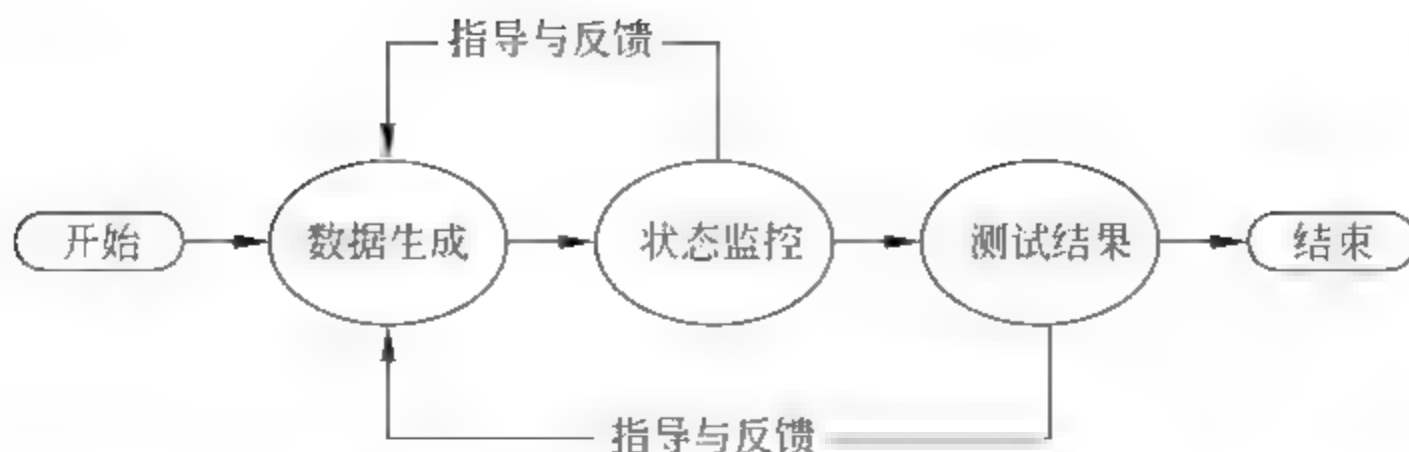 指导与反馈
开始
数据生成
状态监控
测试结果
结束
指导与反馈